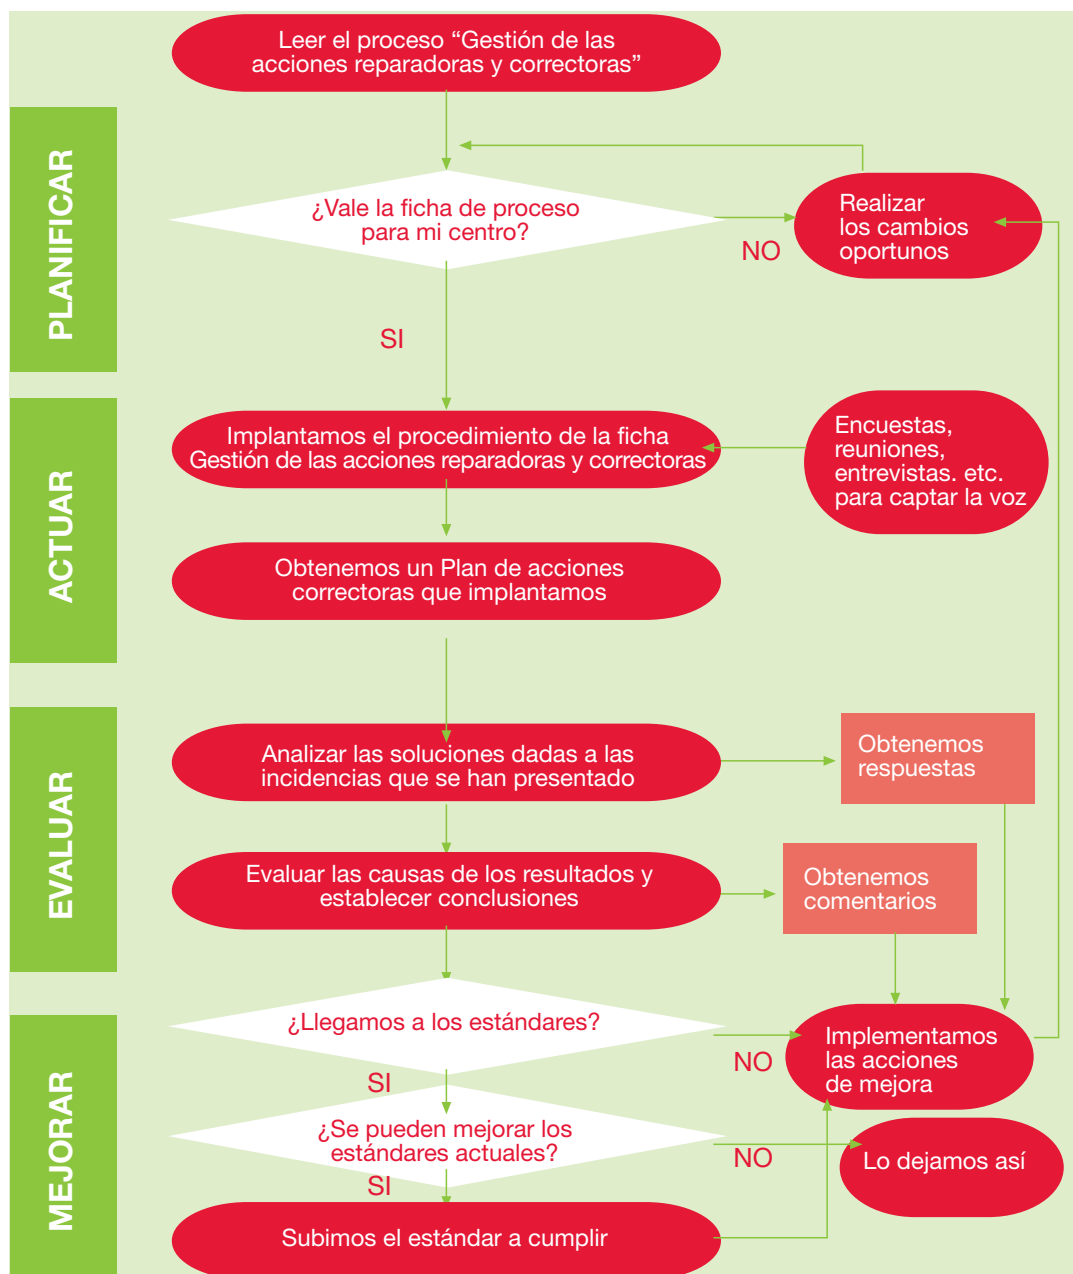 Leer el proceso “Gestión de las
acciones reparadoras y correctoras”
PLANIFICAR
¿Vale la ficha de proceso
para mi centro?
NO
Realizar
los cambios
oportunos
SI
ACTUAR
Implantamos el procedimiento de la ficha
Gestión de las acciones reparadoras y correctoras
Encuestas,
reuniones,
entrevistas. etc.
para captar la voz
Obtenemos un Plan de acciones
correctoras que implantamos
EVALUAR
Analizar las soluciones dadas a las
incidencias que se han presentado
Obtenemos
respuestas
Evaluar las causas de los resultados y
establecer conclusiones
Obtenemos
comentarios
MEJORAR
¿Llegamos a los estándares?
NO
Implementamos
las acciones
de mejora
SI
¿Se pueden mejorar los
estándares actuales?
NO
Lo dejamos así
SI
Subimos el estándar a cumplir